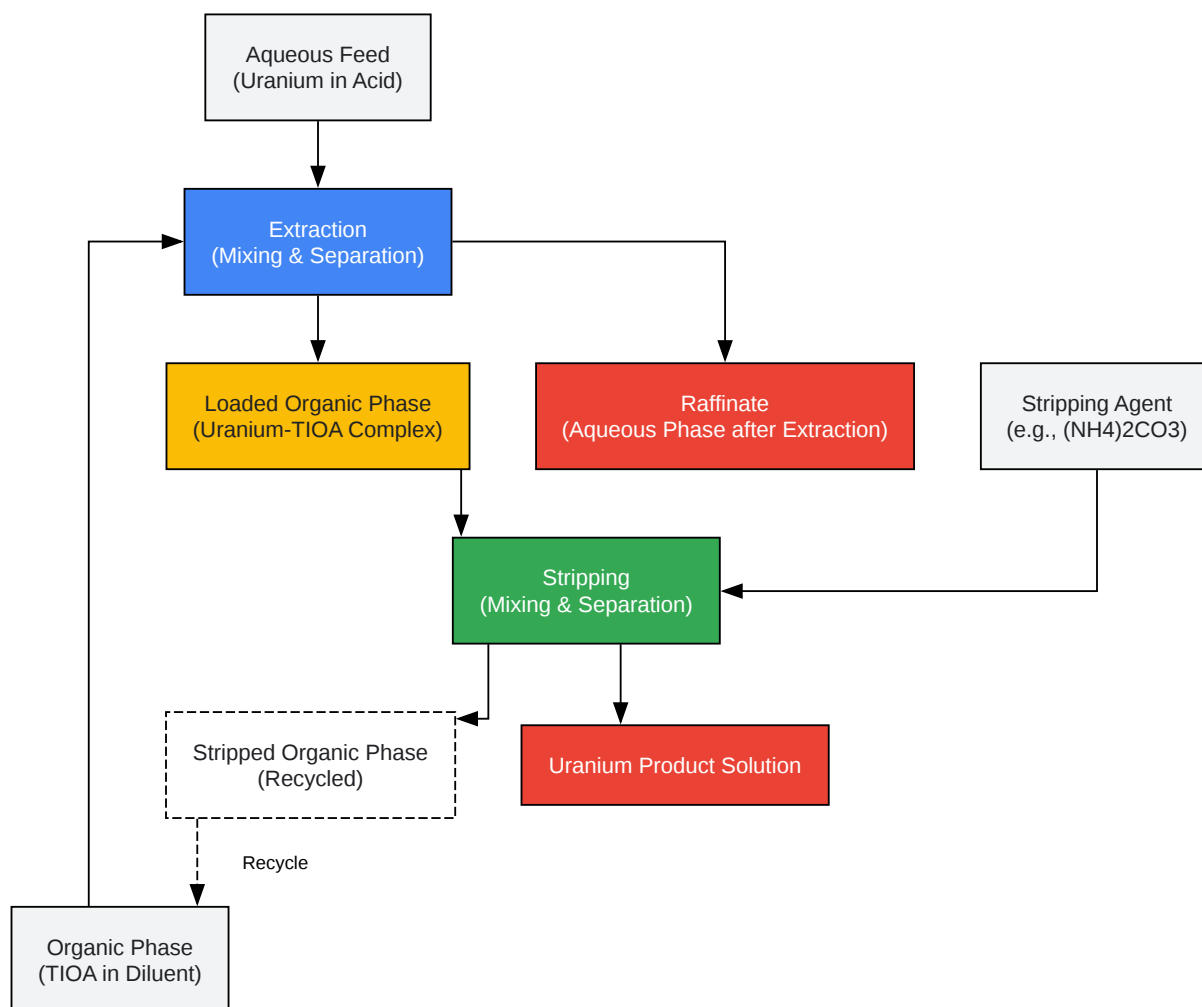 Aqueous Feed
(Uranium in Acid)
Extraction
(Mixing & Separation)
Loaded Organic Phase
(Uranium-TIOA Complex)
Raffinate
(Aqueous Phase after Extraction)
Stripping Agent
(e.g., (NH4)2CO3)
Stripping
(Mixing & Separation)
Stripped Organic Phase
(Recycled)
Uranium Product Solution
Recycle
Organic Phase
(TIOA in Diluent)